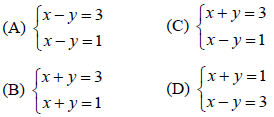 (A) { x − y = 3
x − y = 1
(C) { x + y = 3
x − y = 1
(B) { x + y = 3
x + y = 1
(D) { x + y = 1
x − y = 3